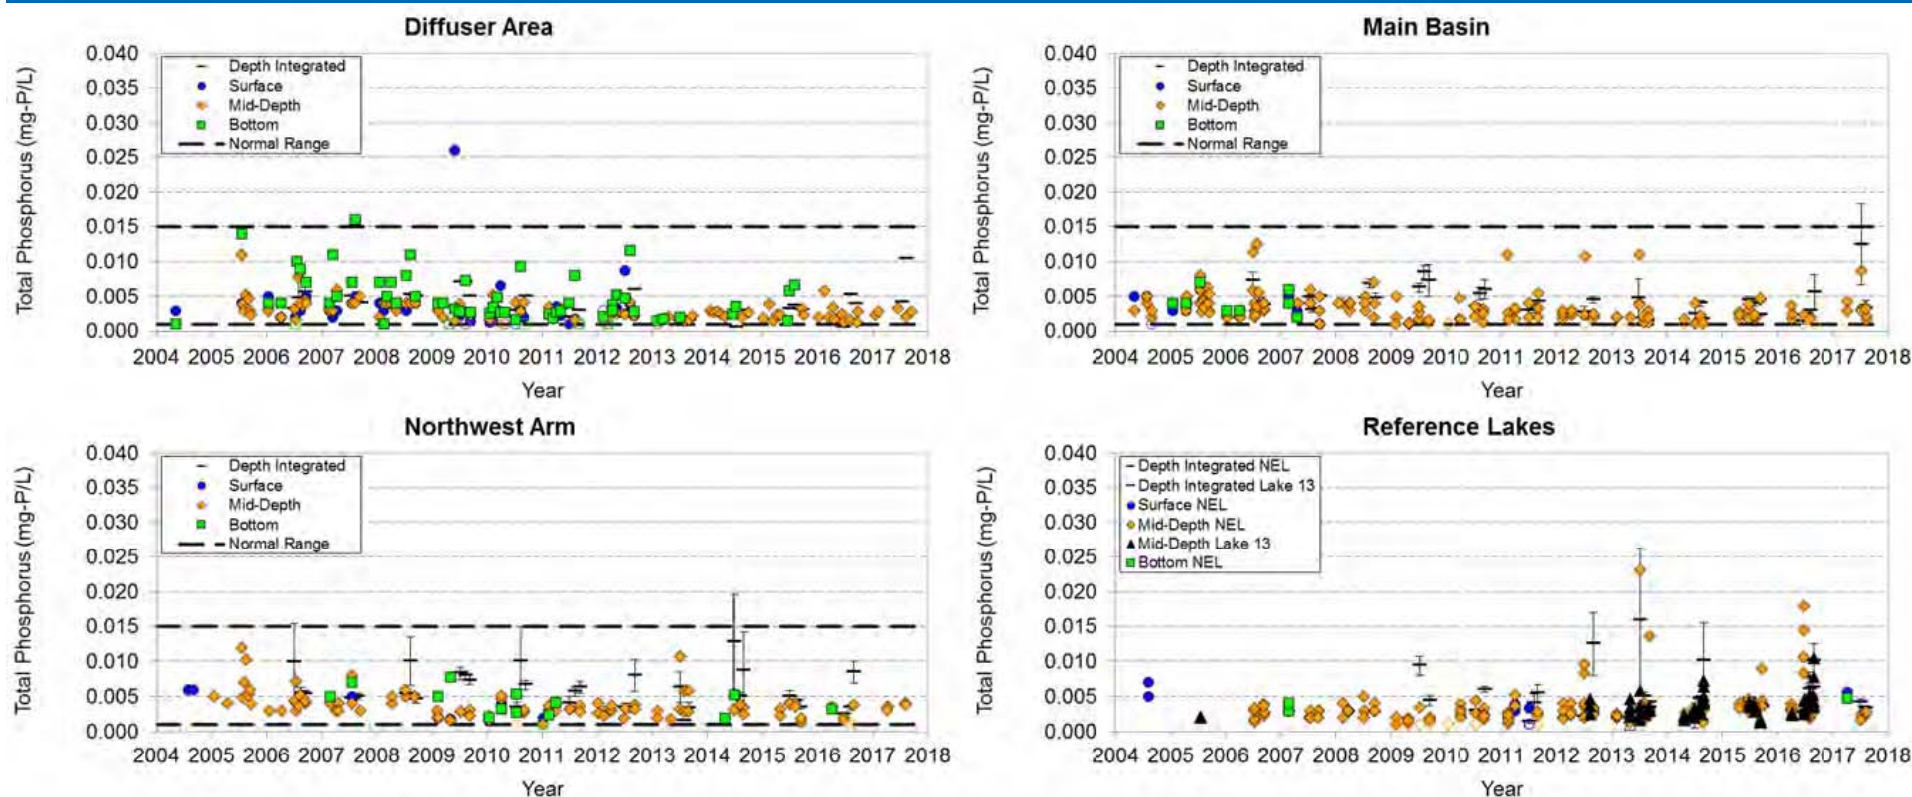 Diffuser Area
Total Phosphorus (mg-P/L)
0.040
0.035
0.030
0.025
0.020
0.015
0.010
0.005
0.000
Depth Integrated
Surface
Mid-Depth
Bottom
Normal Range
2004 2005 2006 2007 2008 2009 2010 2011 2012 2013 2014 2015 2016 2017 2018
Year
Main Basin
Total Phosphorus (mg-P/L)
0.040
0.035
0.030
0.025
0.020
0.015
0.010
0.005
0.000
Depth Integrated
Surface
Mid-Depth
Bottom
Normal Range
2004 2005 2006 2007 2008 2009 2010 2011 2012 2013 2014 2015 2016 2017 2018
Year
Northwest Arm
Total Phosphorus (mg-P/L)
0.040
0.035
0.030
0.025
0.020
0.015
0.010
0.005
0.000
Depth Integrated
Surface
Mid-Depth
Bottom
Normal Range
2004 2005 2006 2007 2008 2009 2010 2011 2012 2013 2014 2015 2016 2017 2018
Year
Reference Lakes
Total Phosphorus (mg-P/L)
0.040
0.035
0.030
0.025
0.020
0.015
0.010
0.005
0.000
Depth Integrated NEL
Depth Integrated Lake 13
Surface NEL
Mid-Depth NEL
Mid-Depth Lake 13
Bottom NEL
2004 2005 2006 2007 2008 2009 2010 2011 2012 2013 2014 2015 2016 2017 2018
Year